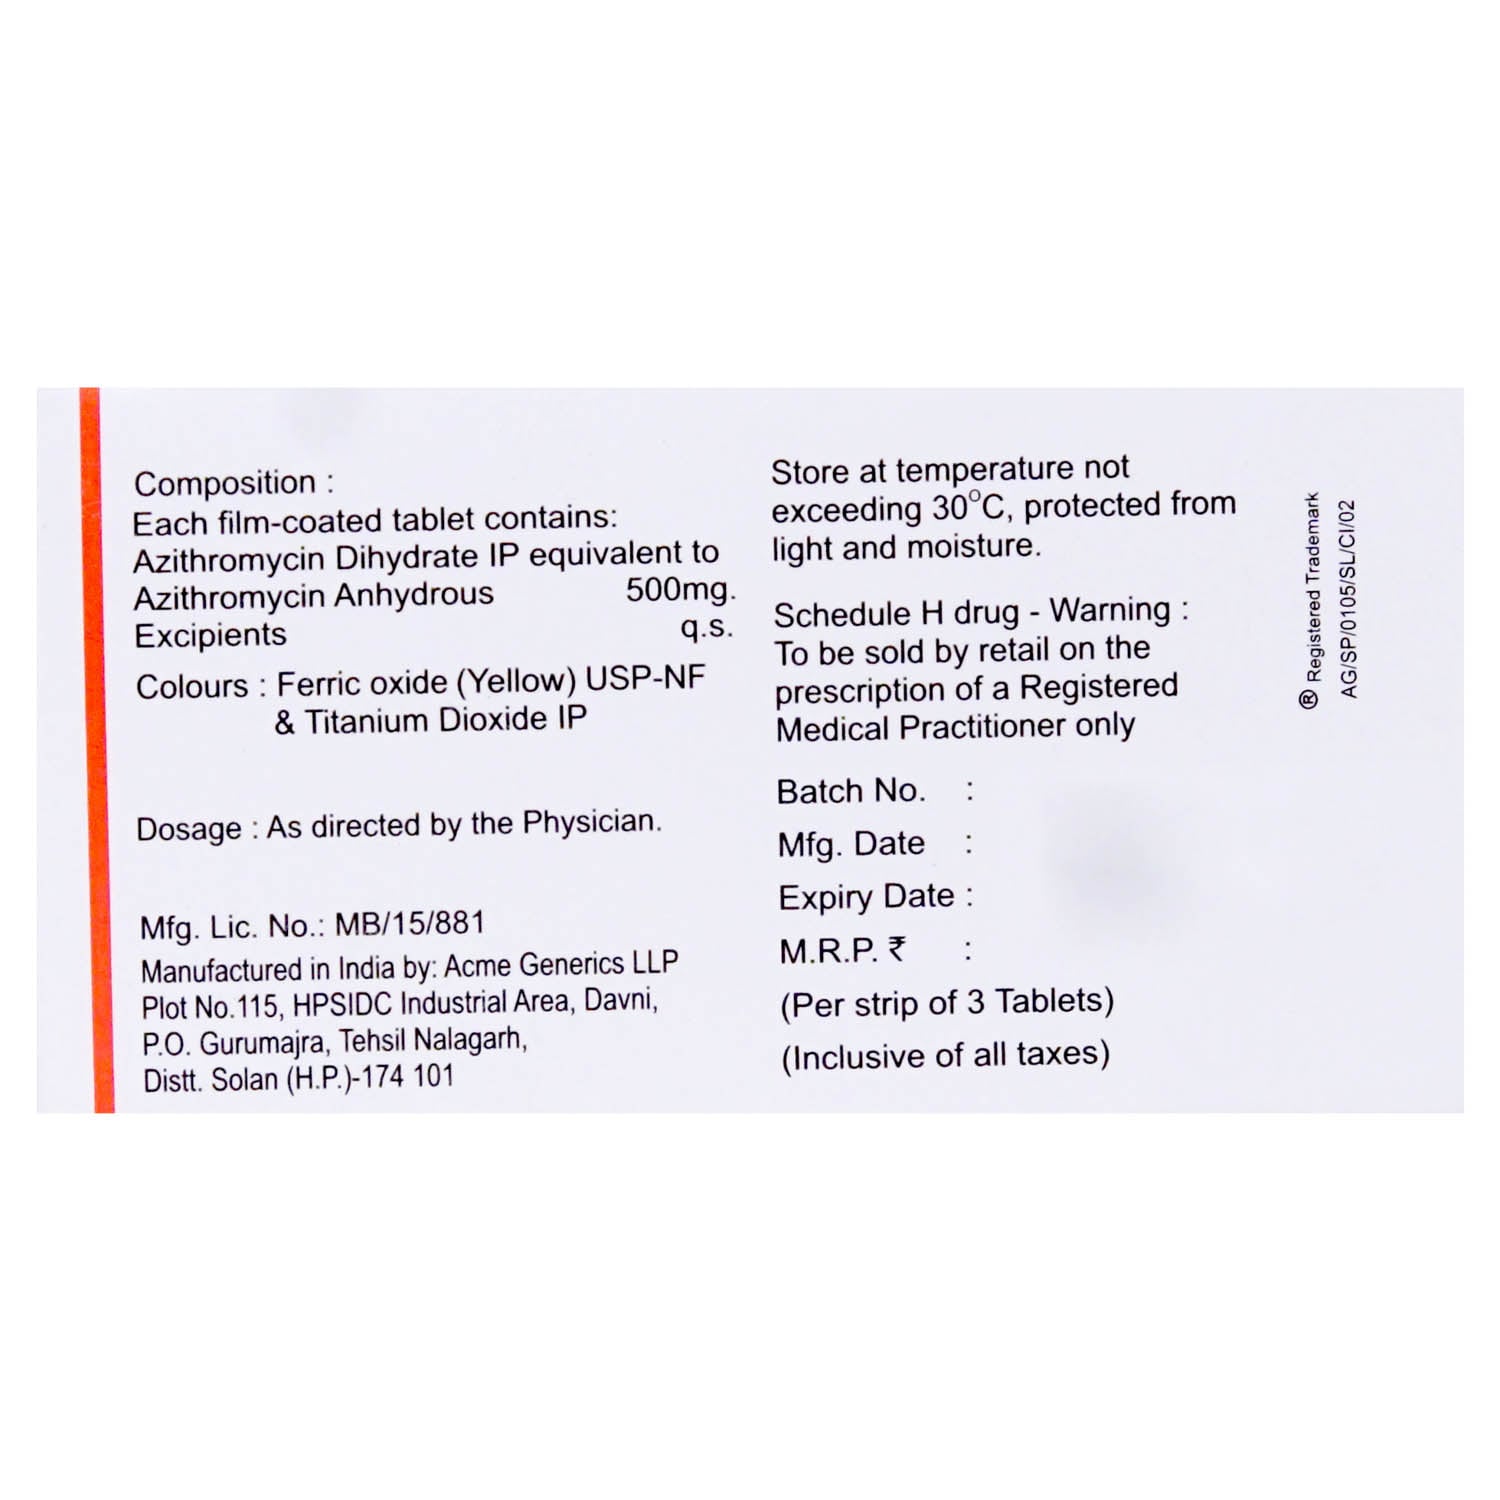 Composition :
Each film-coated tablet contains:
Azithromycin Dihydrate IP equivalent to
Azithromycin Anhydrous 500mg.
Excipients q.s.
Colours : Ferric oxide (Yellow) USP-NF
& Titanium Dioxide IP
Dosage : As directed by the Physician.
Mfg. Lic. No.: MB/15/881
Manufactured in India by: Acme Generics LLP
Plot No.115, HPSIDC Industrial Area, Davni,
P.O. Gurumajra, Tehsil Nalagarh,
Distt. Solan (H.P.)-174 101
Store at temperature not
exceeding 30°C, protected from
light and moisture.
Schedule H drug - Warning :
To be sold by retail on the
prescription of a Registered
Medical Practitioner only
Batch No. :
Mfg. Date :
Expiry Date :
M.R.P. ₹ :
(Per strip of 3 Tablets)
(Inclusive of all taxes)
® Registered Trademark
AG/SP/0105/SL/CI/02